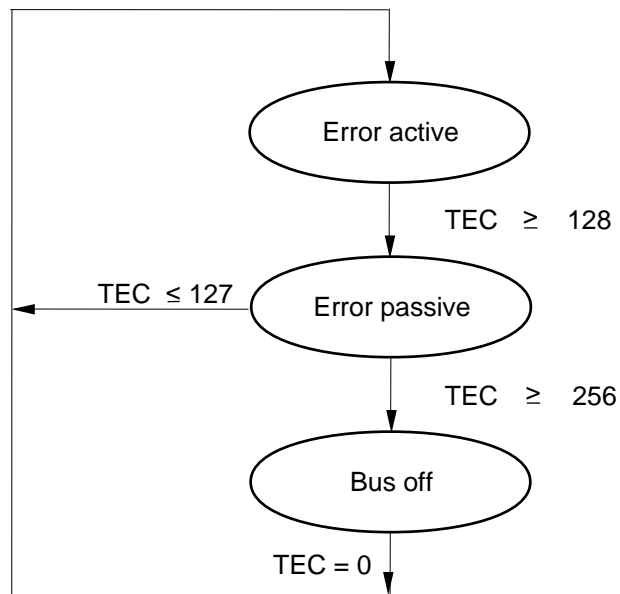 Error active
TEC ≥ 128
TEC ≤ 127
Error passive
TEC ≥ 256
Bus off
TEC = 0